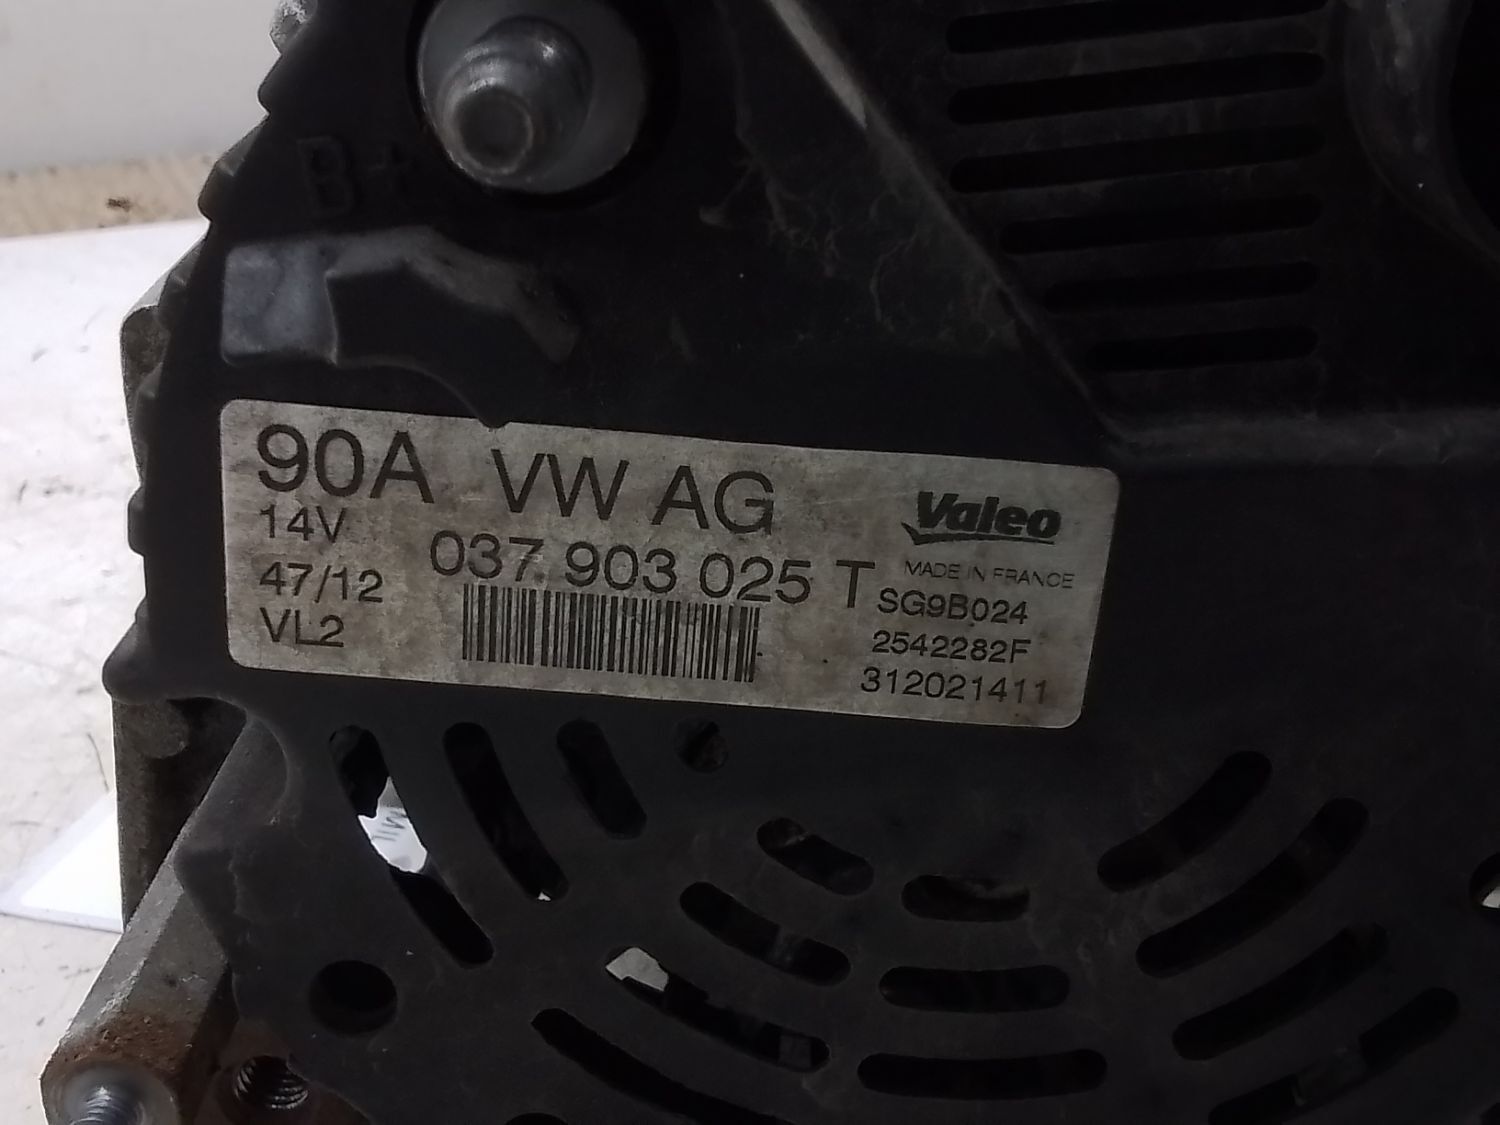 B+
90A VW AG
14V
037 903 025 T
47/12
VL2
Valeo
MADE IN FRANCE
SG9B024
2542282F
312021411